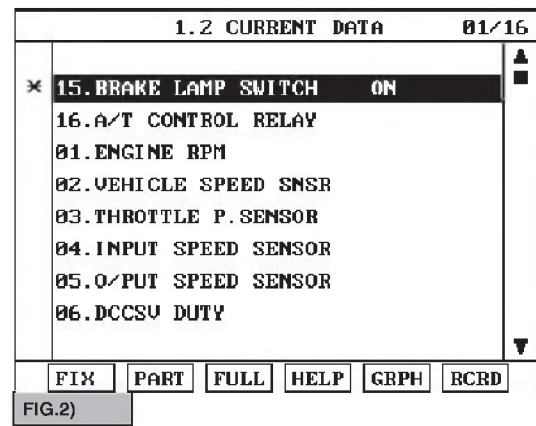 1.2 CURRENT DATA 01/16
* 15.BRAKE LAMP SWITCH ON
16.A/T CONTROL RELAY
01.ENGINE RPM
02.VEHICLE SPEED SNSR
03.THROTTLE P.SENSOR
04.INPUT SPEED SENSOR
05.O/PUT SPEED SENSOR
06.DCCSV DUTY
FIX PART FULL HELP GRPH RCRD
FIG.2)